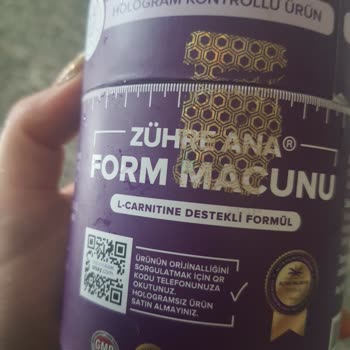 HOLOGRAM KONTROLLÜ ÜRÜN
ZÜHRE ANA®
FORM MACUNU
L-CARNITINE DESTEKLİ FORMÜL
ÜRÜNÜN ORİJİNALLİĞİNİ
SORGULATMAK İÇİN QR
KODU TELEFONUNUZA
OKUTUNUZ.
HOLOGRAMSIZ ÜRÜN
SATIN ALMAYINIZ.
GMP